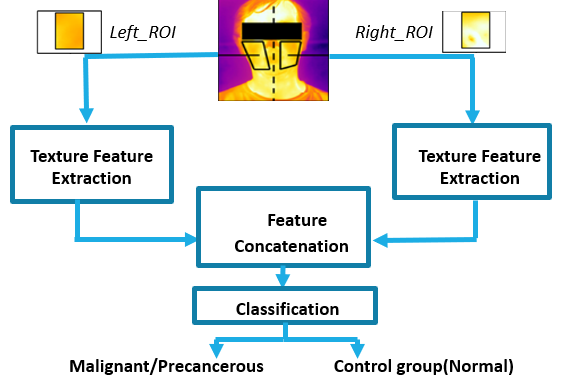 Left_ROI
Right_ROI
Texture Feature
Extraction
Texture Feature
Extraction
Feature
Concatenation
Classification
Malignant/Precancerous
Control group(Normal)